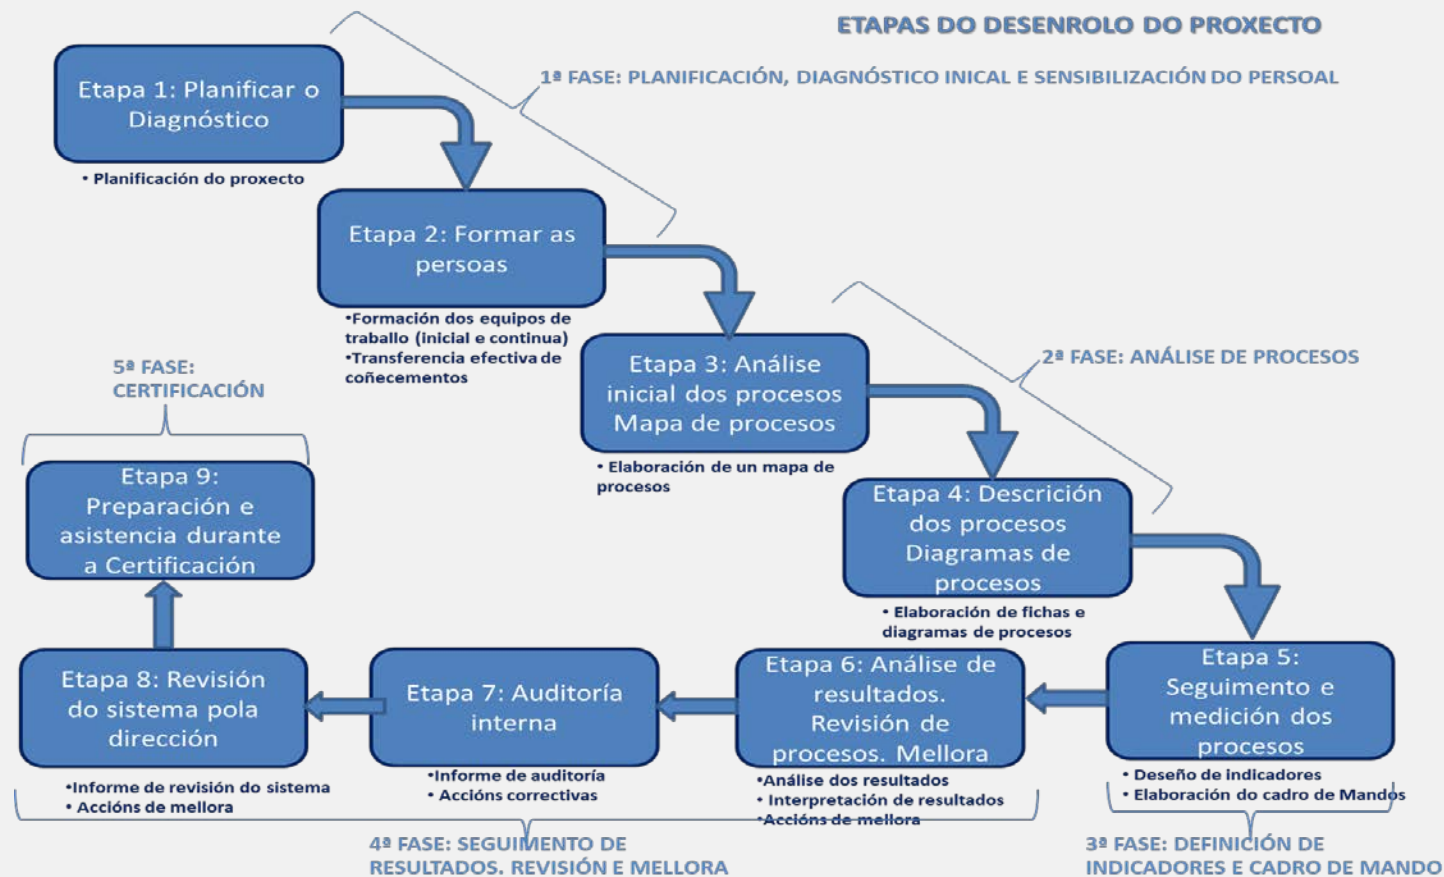 ETAPAS DO DESENROLO DO PROXECTO
1ª FASE: PLANIFICACIÓN, DIAGNÓSTICO INICAL E SENSIBILIZACIÓN DO PERSOAL
Etapa 1: Planificar o
Diagnóstico
• Planificación do proxecto
Etapa 2: Formar as
persoas
•Formación dos equipos de
traballo (inicial e continua)
•Transferencia efectiva de
coñecementos
2ª FASE: ANÁLISE DE PROCESOS
Etapa 3: Análise
inicial dos procesos
Mapa de procesos
• Elaboración de un mapa de
procesos
Etapa 4: Descrición
dos procesos
Diagramas de
procesos
• Elaboración de fichas e
diagramas de procesos
Etapa 5:
Seguimento e
medición dos
procesos
• Deseño de indicadores
• Elaboración do cadro de Mandos
3ª FASE: DEFINICIÓN DE
INDICADORES E CADRO DE MANDO
Etapa 6: Análise de
resultados.
Revisión de
procesos. Mellora
•Análise dos resultados
• Interpretación de resultados
•Accións de mellora
Etapa 7: Auditoría
interna
•Informe de auditoría
• Accións correctivas
Etapa 8: Revisión
do sistema pola
dirección
•Informe de revisión do sistema
• Accións de mellora
4ª FASE: SEGUIMENTO DE
RESULTADOS. REVISIÓN E MELLORA
5ª FASE:
CERTIFICACIÓN
Etapa 9:
Preparación e
asistencia durante
a Certificación